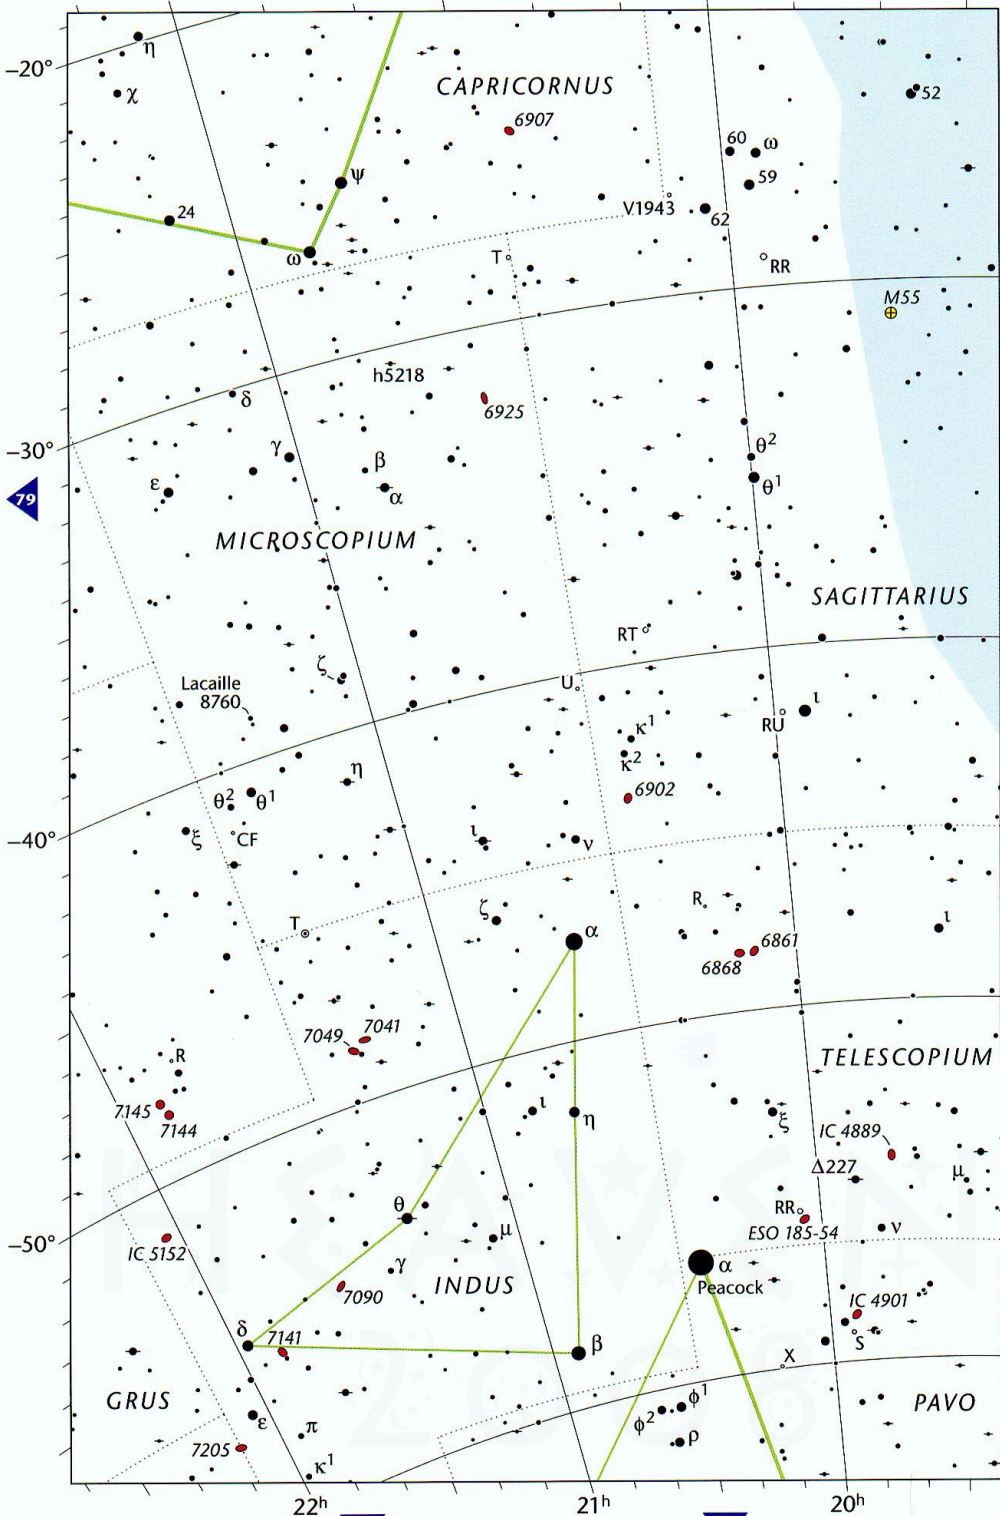 η
−20°
χ
CAPRICORNUS
6907
52
60 ω
ψ
59
24
V1943
62
ω
T
RR
M55
h5218
δ
6925
−30°
γ
β
θ²
ε
α
θ¹
79
MICROSCOPIUM
SAGITTARIUS
RT
ζ
Lacaille
8760
U
ι
RU
κ¹
κ²
η
6902
θ² θ¹
−40°
ξ
CF
ι
ν
ζ
R
T
α
ι
6861
6868
7041
7049
R
TELESCOPIUM
7145
7144
ι
η
ξ
IC 4889
Δ227
μ
HEAVEN
θ
μ
RR
ν
ESO 185-54
−50°
IC 5152
γ
INDUS
α
Peacock
7090
IC 4901
δ
7141
β
S
X
2008
GRUS
φ¹
φ²
PAVO
ε
π
ρ
7205
κ¹
22ʰ
21ʰ
20ʰ